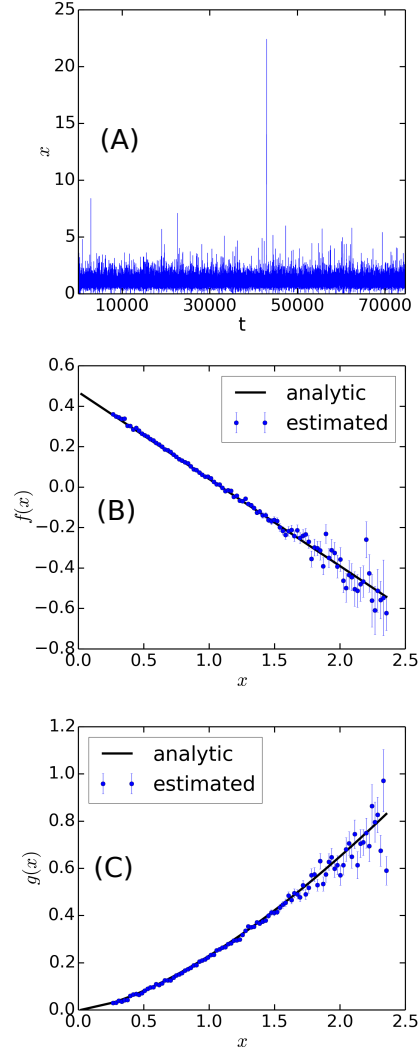 25
20
15
10
5
0
x
(A)
10000 30000 50000 70000
t
0.6
0.4
0.2
0.0
−0.2
−0.4
−0.6
−0.8
f(x)
analytic
estimated
(B)
0.0 0.5 1.0 1.5 2.0 2.5
x
1.2
1.0
0.8
0.6
0.4
0.2
0.0
g(x)
analytic
estimated
(C)
0.0 0.5 1.0 1.5 2.0 2.5
x